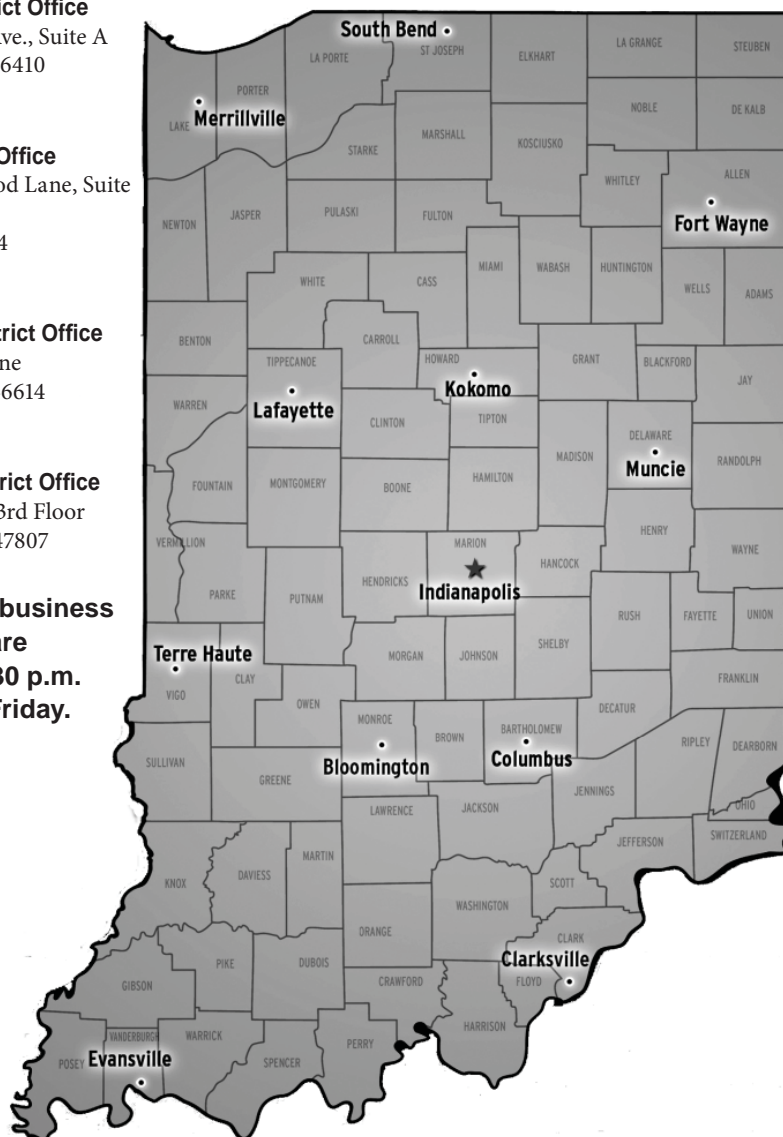 ict Office
ve., Suite A
6410
Office
od Lane, Suite
4
trict Office
ne
6614
rict Office
3rd Floor
47807
business
are
30 p.m.
Friday.
South Bend
LA PORTE
ST JOSEPH
ELKHART
LA GRANGE
STEUBEN
PORTER
LAKE
Merrillville
NOBLE
DE KALB
STARKE
MARSHALL
KOSCIUSKO
WHITLEY
ALLEN
Fort Wayne
NEWTON
JASPER
PULASKI
FULTON
WHITE
CASS
MIAMI
WABASH
HUNTINGTON
WELLS
ADAMS
BENTON
CARROLL
TIPPECANOE
Lafayette
HOWARD
Kokomo
GRANT
BLACKFORD
JAY
WARREN
CLINTON
TIPTON
MADISON
DELAWARE
Muncie
RANDOLPH
FOUNTAIN
MONTGOMERY
BOONE
HAMILTON
VERMILLION
MARION
Indianapolis
HENRY
WAYNE
HANCOCK
HENDRICKS
PARKE
PUTNAM
RUSH
FAYETTE
UNION
Terre Haute
VIGO
CLAY
MORGAN
JOHNSON
SHELBY
FRANKLIN
OWEN
MONROE
Bloomington
BROWN
BARTHOLOMEW
Columbus
DECATUR
RIPLEY
DEARBORN
SULLIVAN
GREENE
LAWRENCE
JACKSON
JENNINGS
OHIO
JEFFERSON
SWITZERLAND
KNOX
DAVIESS
MARTIN
SCOTT
WASHINGTON
ORANGE
CLARK
Clarksville
FLOYD
GIBSON
PIKE
DUBOIS
CRAWFORD
HARRISON
POSEY
VANDERBURGH
Evansville
WARRICK
SPENCER
PERRY